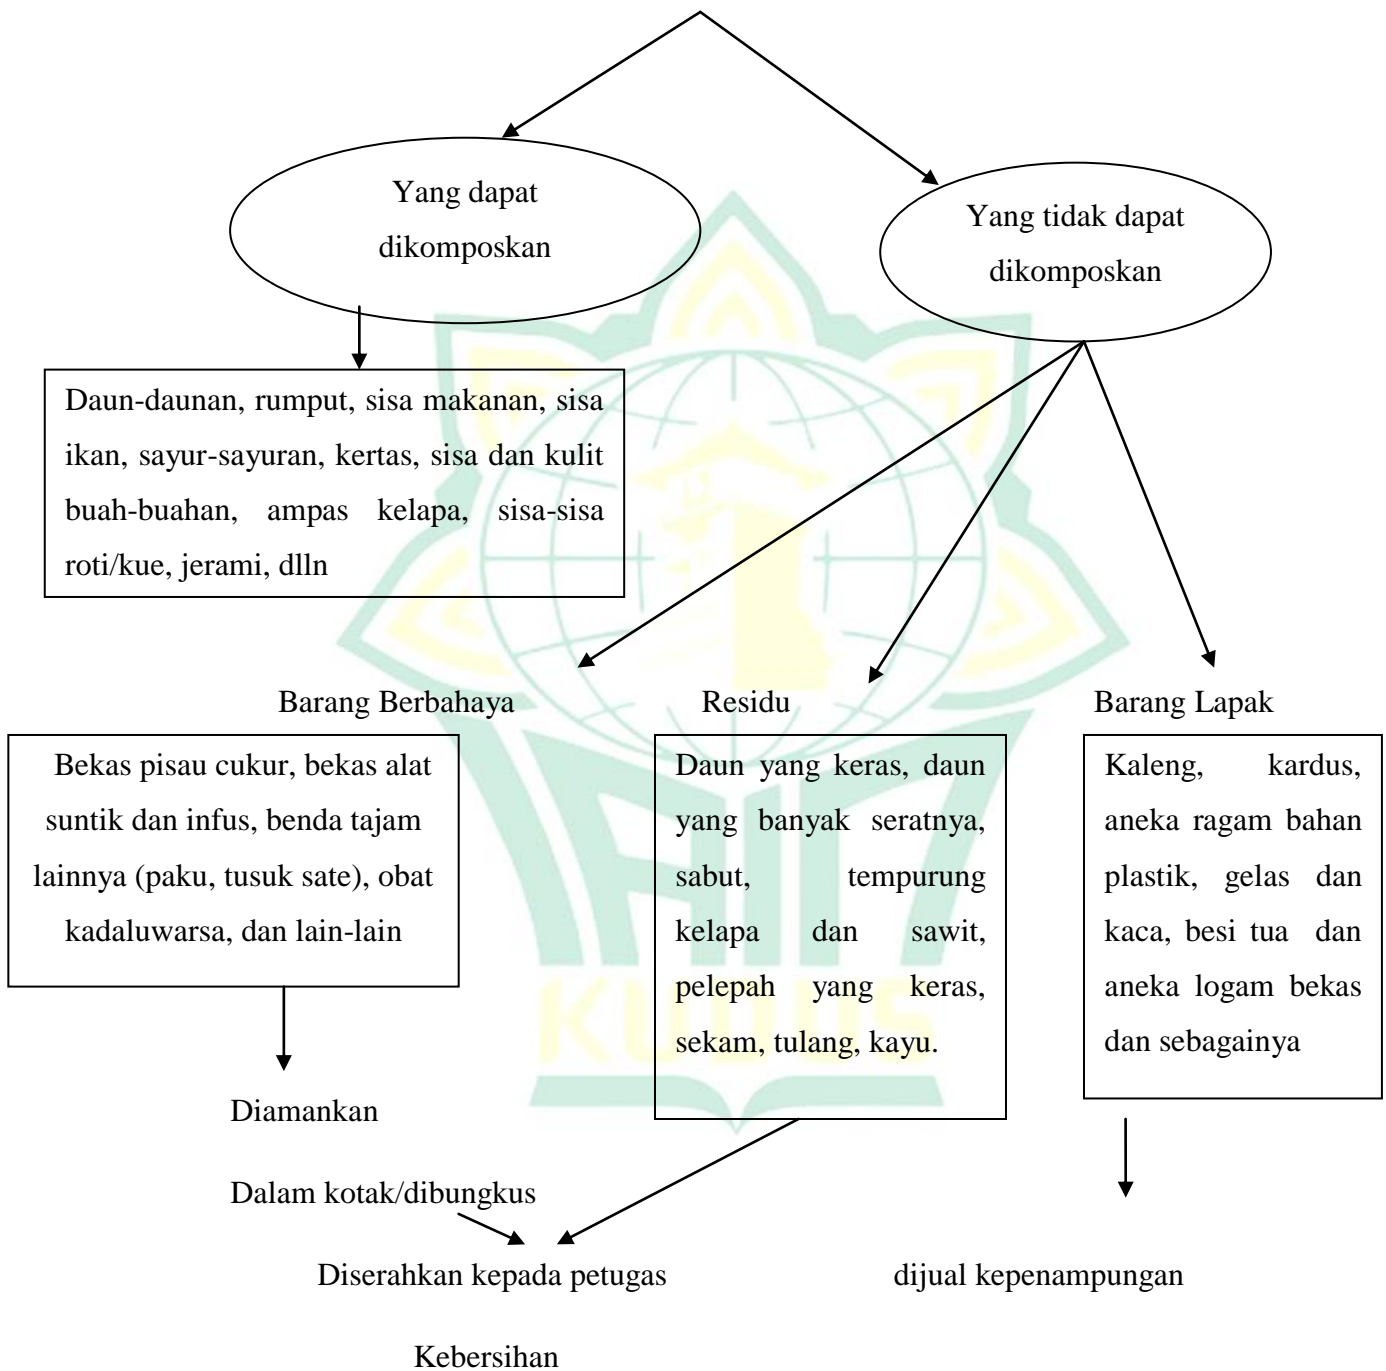 Yang dapat
dikomposkan
Yang tidak dapat
dikomposkan
Daun-daunan, rumput, sisa makanan, sisa
ikan, sayur-sayuran, kertas, sisa dan kulit
buah-buahan, ampas kelapa, sisa-sisa
roti/kue, jerami, dlln
Barang Berbahaya
Residu
Barang Lapak
Bekas pisau cukur, bekas alat
suntik dan infus, benda tajam
lainnya (paku, tusuk sate), obat
kadaluwarsa, dan lain-lain
Daun yang keras, daun
yang banyak seratnya,
sabut, tempurung
kelapa dan sawit,
pelepah yang keras,
sekam, tulang, kayu.
Kaleng, kardus,
aneka ragam bahan
plastik, gelas dan
kaca, besi tua dan
aneka logam bekas
dan sebagainya
IAIN
KUDUS
Diamankan
Dalam kotak/dibungkus
Diserahkan kepada petugas
dijual kepenampungan
Kebersihan